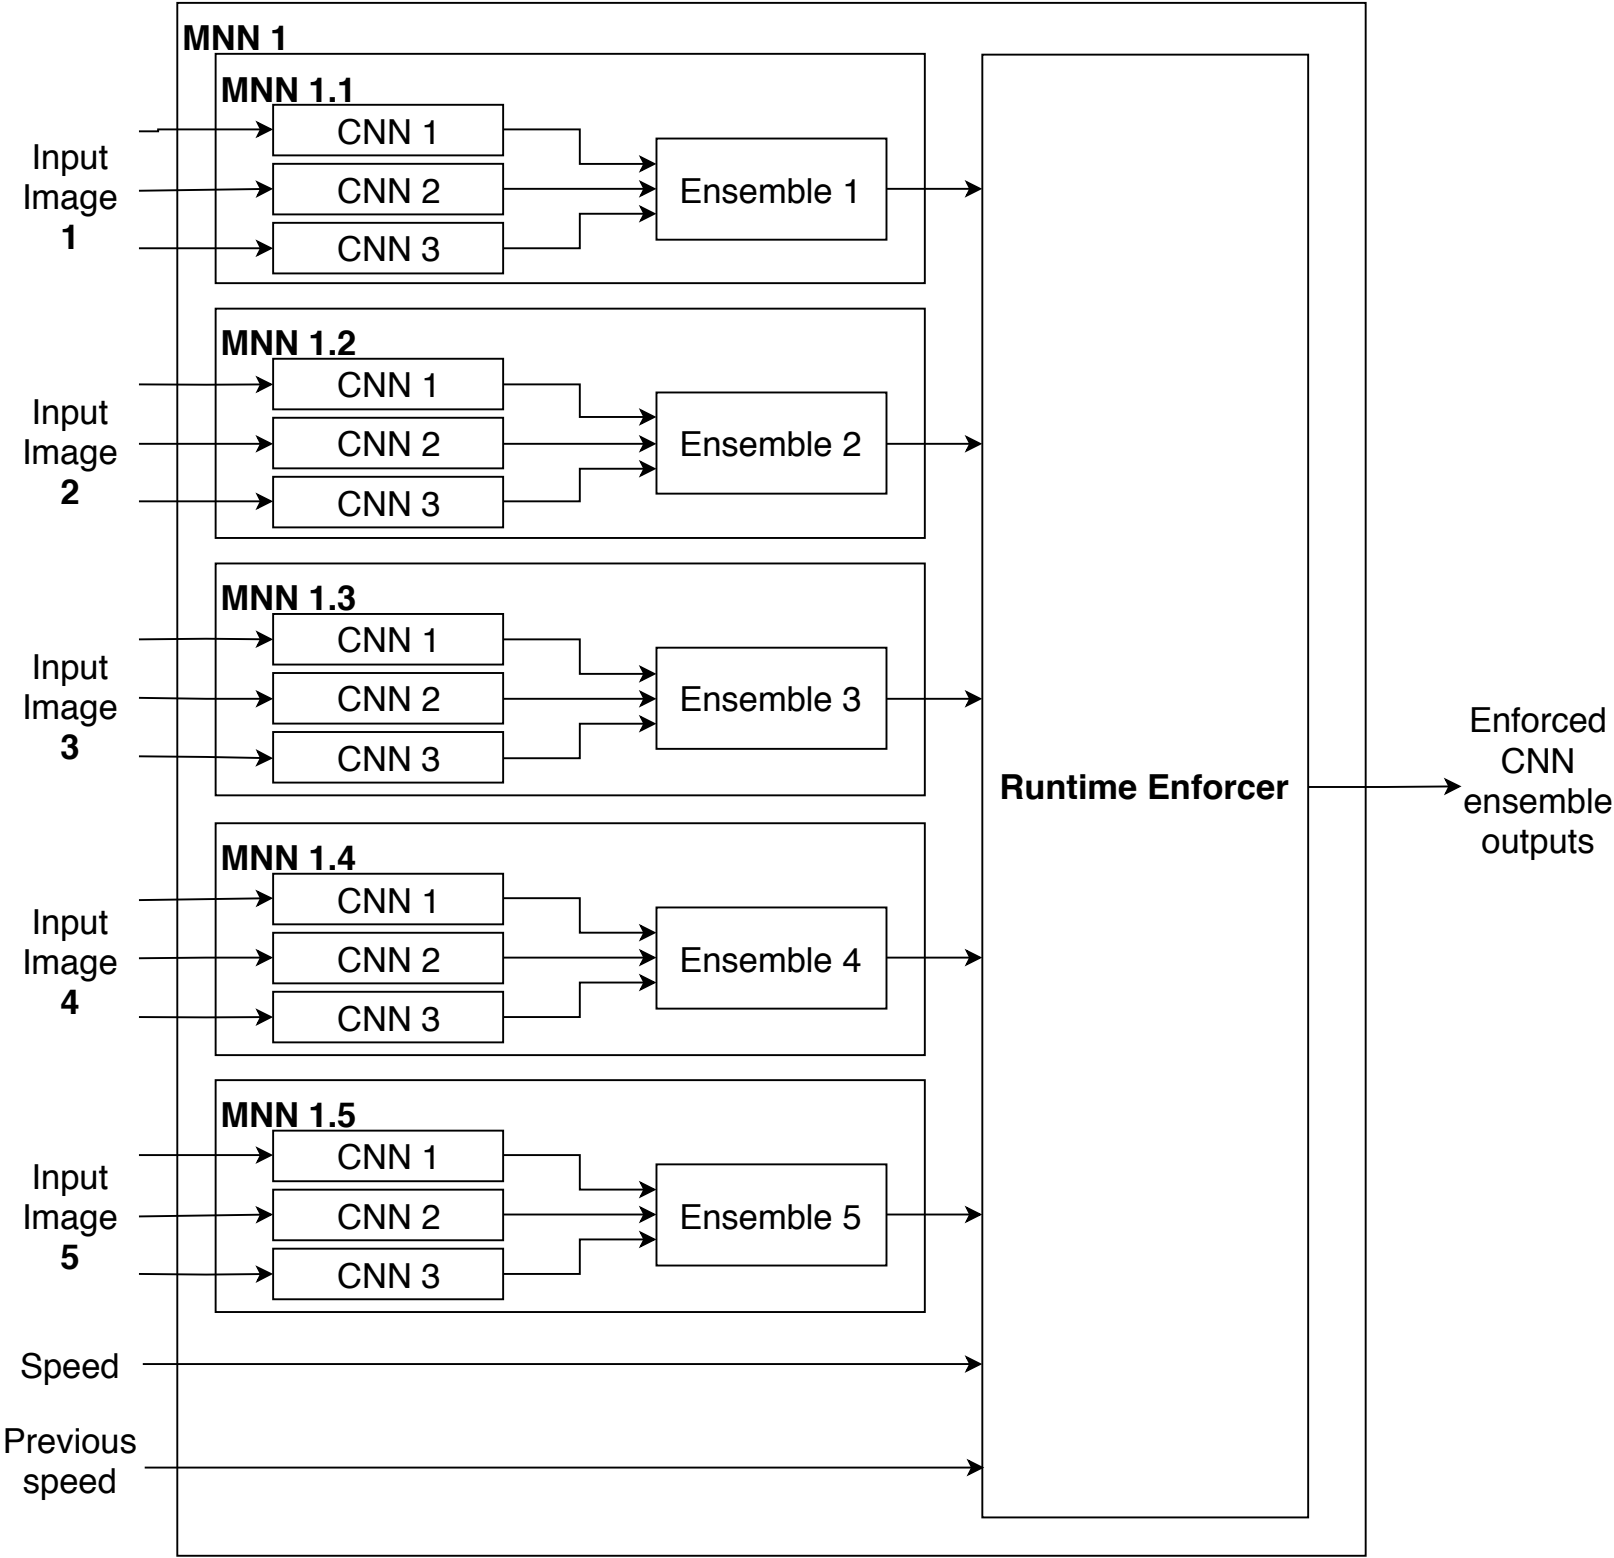 MNN 1
MNN 1.1
Input
Image
1
CNN 1
CNN 2
CNN 3
Ensemble 1
MNN 1.2
Input
Image
2
CNN 1
CNN 2
CNN 3
Ensemble 2
MNN 1.3
Input
Image
3
CNN 1
CNN 2
CNN 3
Ensemble 3
MNN 1.4
Input
Image
4
CNN 1
CNN 2
CNN 3
Ensemble 4
MNN 1.5
Input
Image
5
CNN 1
CNN 2
CNN 3
Ensemble 5
Speed
Previous
speed
Runtime Enforcer
Enforced
CNN
ensemble
outputs